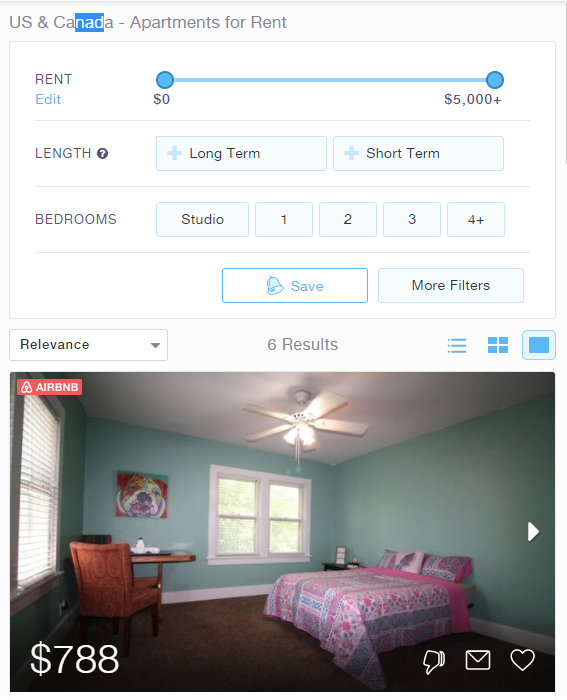 US & Canada - Apartments for Rent
RENT
Edit
$0
$5,000+
LENGTH ?
Long Term
Short Term
BEDROOMS
Studio
1
2
3
4+
Save
More Filters
Relevance
6 Results
AIRBNB
$788